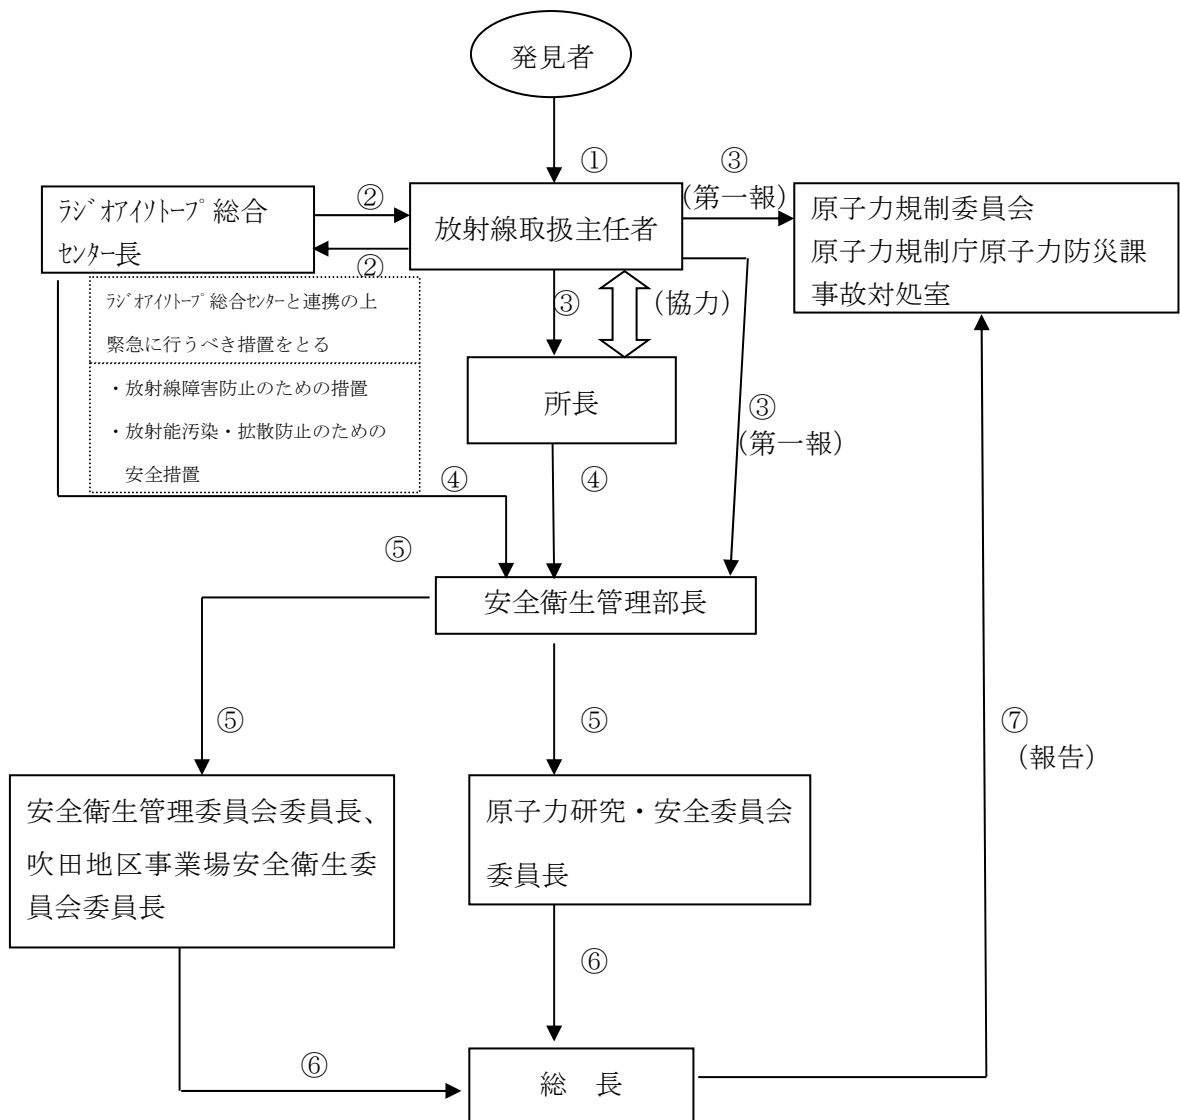 発見者
①
③
(第一報)
ラジオアイソトープ総合
センター長
②
②
放射線取扱主任者
原子力規制委員会
原子力規制庁原子力防災課
事故対処室
ラジオアイソトープ総合センターと連携の上
緊急に行うべき措置をとる
・放射線障害防止のための措置
・放射能汚染・拡散防止のための
安全措置
③
(協力)
所長
③
(第一報)
④
④
⑤
安全衛生管理部長
⑤
⑤
⑦
(報告)
安全衛生管理委員会委員長、
吹田地区事業場安全衛生委
員会委員長
原子力研究・安全委員会
委員長
⑥
⑥
総 長